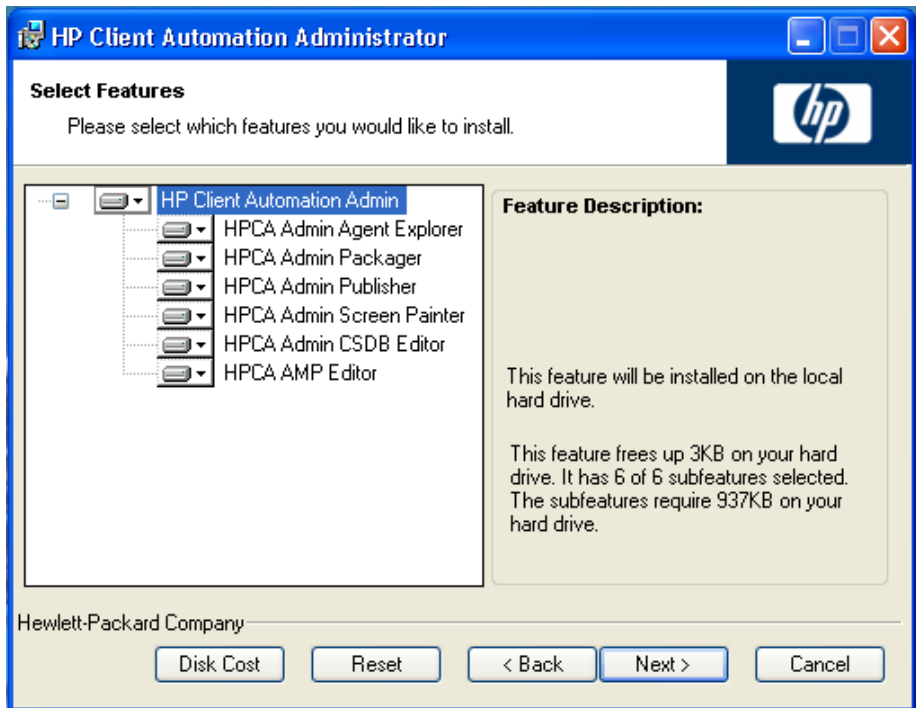 HP Client Automation Administrator
Select Features
Please select which features you would like to install.
hp
HP Client Automation Admin
HPCA Admin Agent Explorer
HPCA Admin Packager
HPCA Admin Publisher
HPCA Admin Screen Painter
HPCA Admin CSDB Editor
HPCA AMP Editor
Feature Description:
This feature will be installed on the local
hard drive.
This feature frees up 3KB on your hard
drive. It has 6 of 6 subfeatures selected.
The subfeatures require 937KB on your
hard drive.
Hewlett-Packard Company
Disk Cost
Reset
< Back
Next >
Cancel